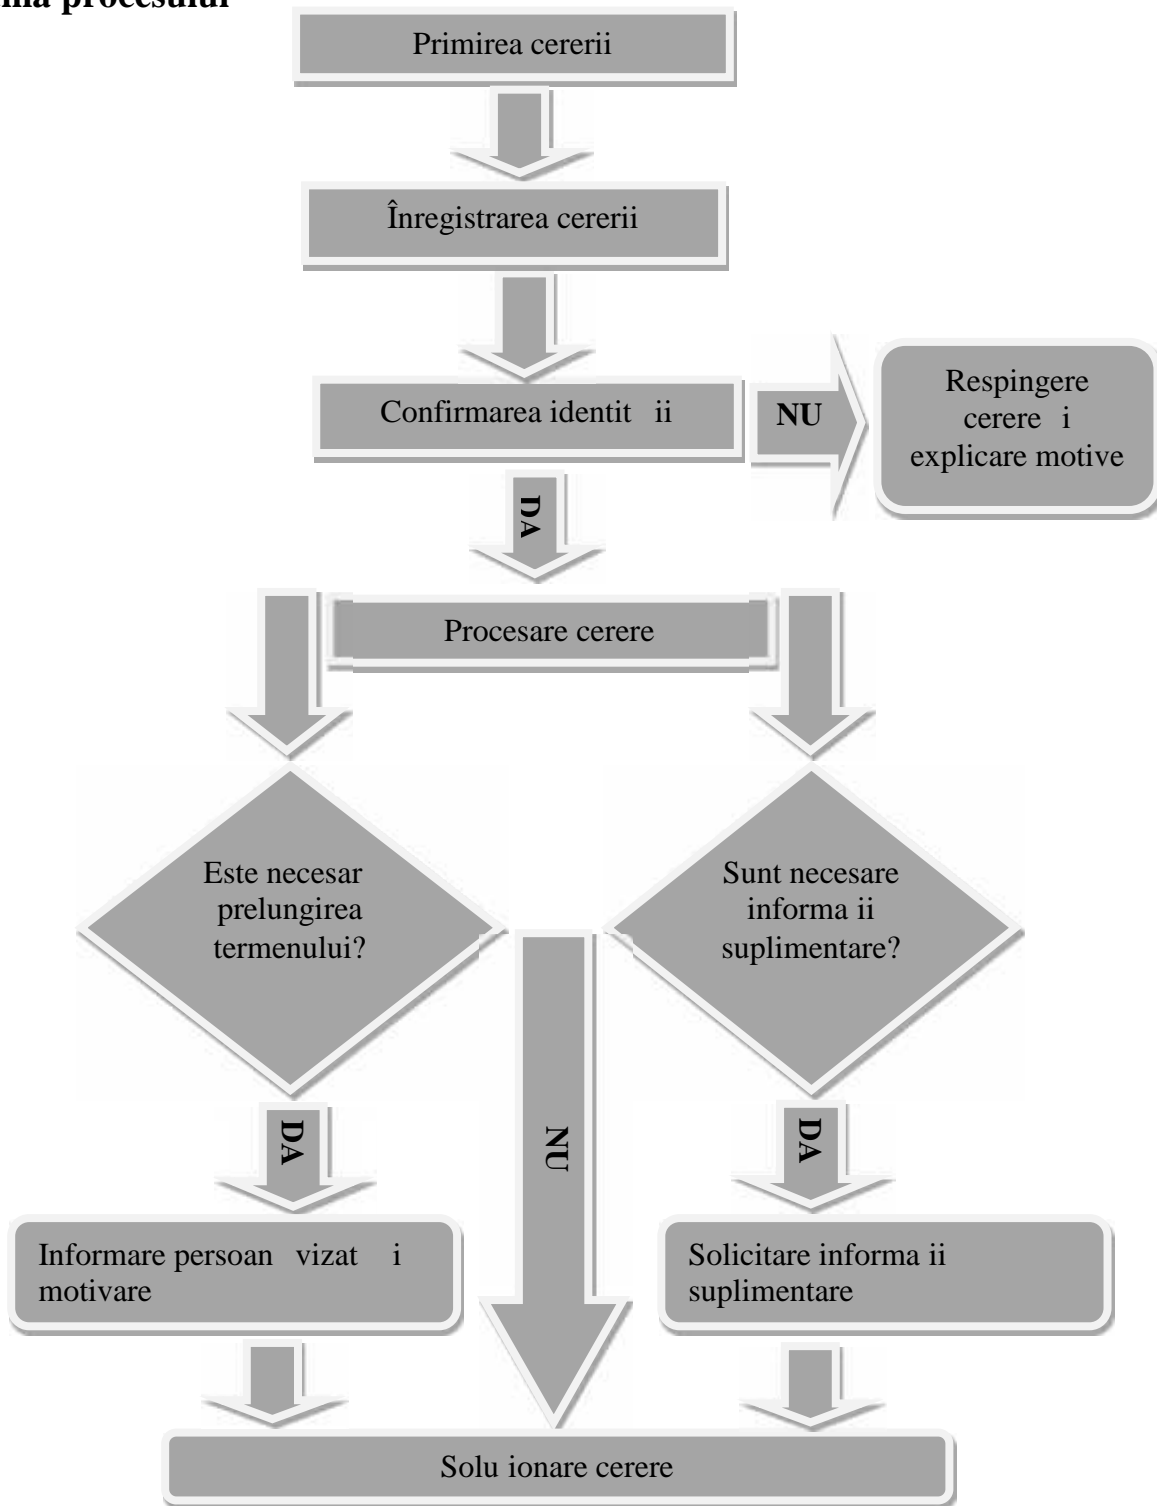 procesului
Primirea cererii
Înregistrarea cererii
Confirmarea identit ii
NU
Respingere
cerere i
explicare motive
DA
Procesare cerere
Este necesar
prelungirea
termenului?
Sunt necesare
informa ii
suplimentare?
DA
NU
DA
Informare persoan vizat i
motivare
Solicitare informa ii
suplimentare
Solu ionare cerere